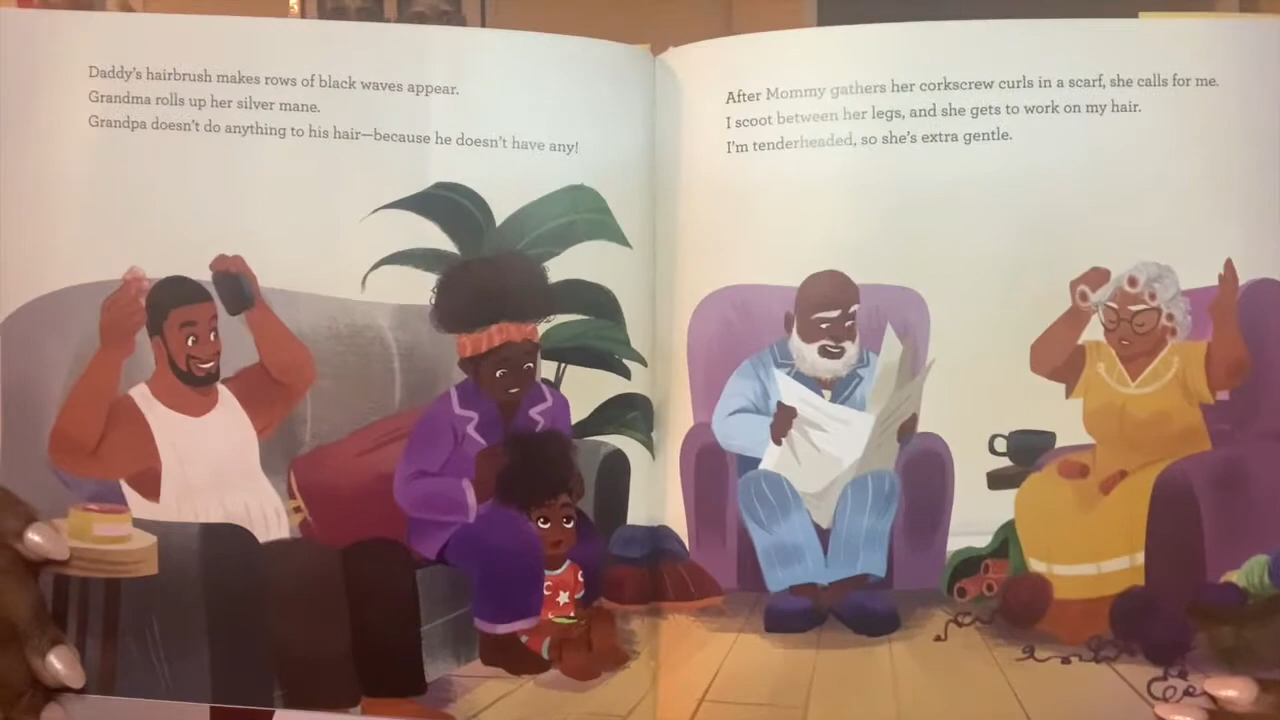 Daddy's hairbrush makes rows of black waves appear.
Grandma rolls up her silver mane.
Grandpa doesn't do anything to his hair—because he doesn't have any!
After Mommy gathers her corkscrew curls in a scarf, she calls for me.
I scoot between her legs, and she gets to work on my hair.
I'm tenderheaded, so she's extra gentle.